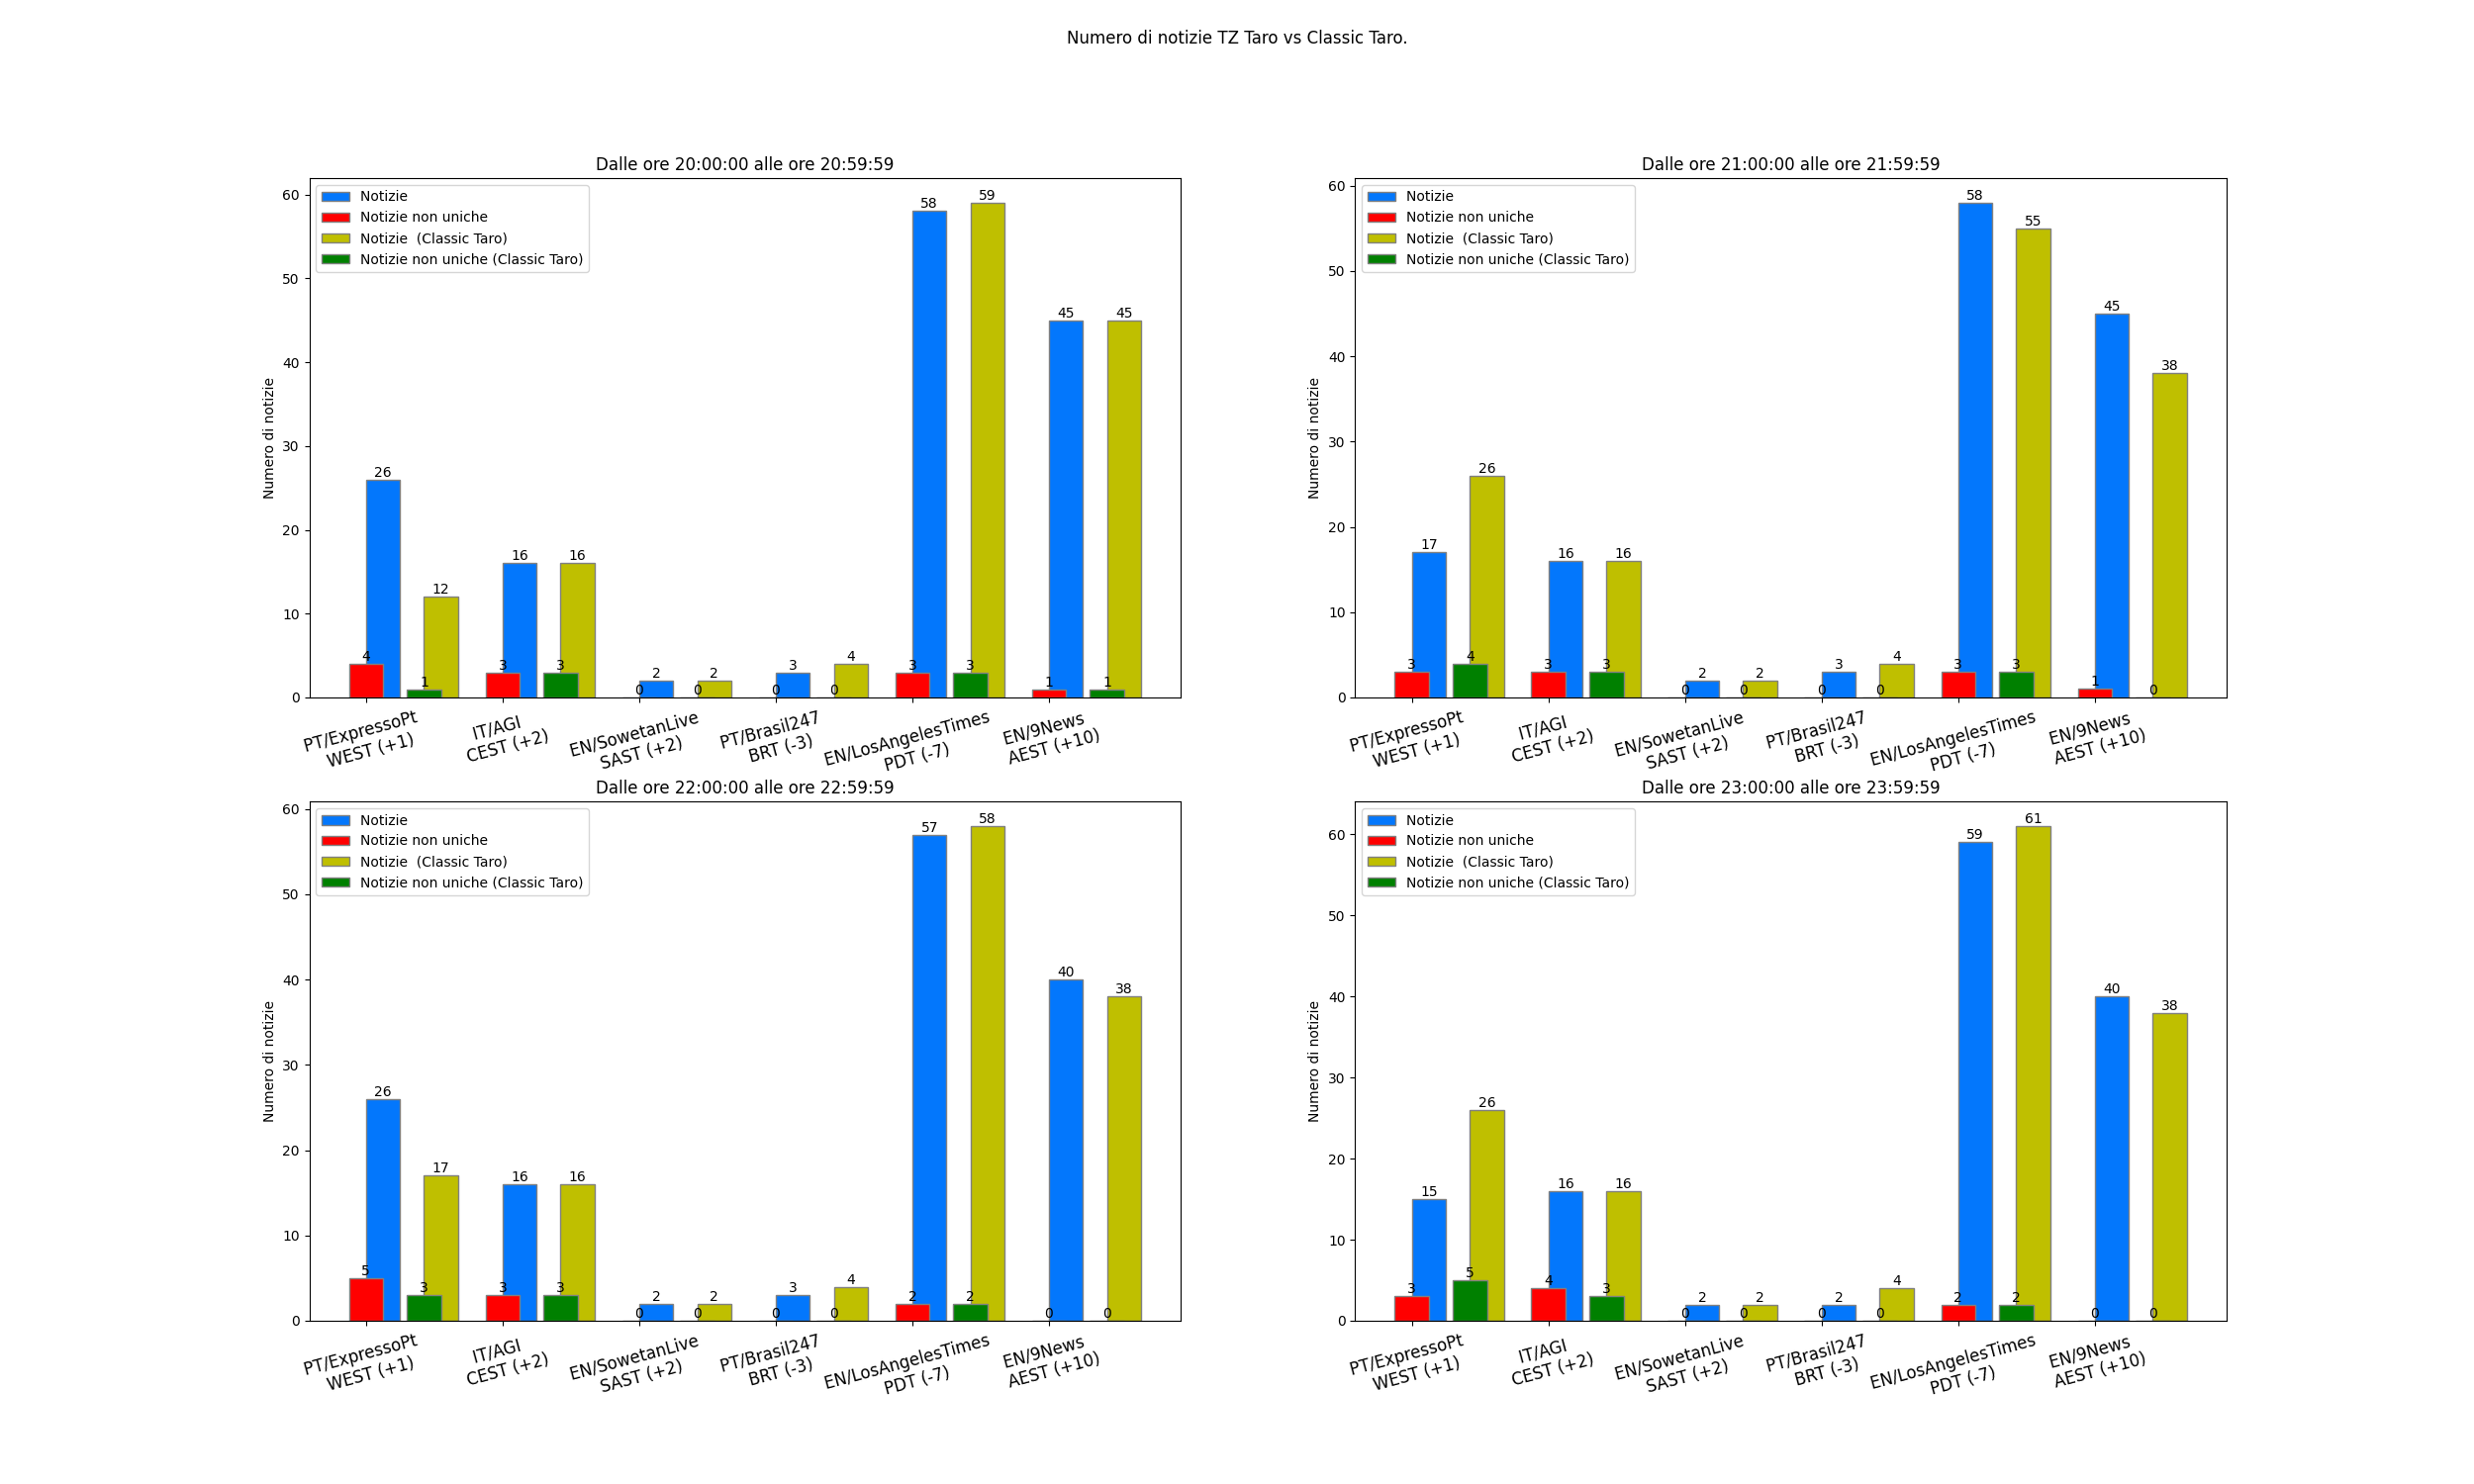 Numero di notizie TZ Taro vs Classic Taro.
Dalle ore 20:00:00 alle ore 20:59:59
Notizie
Notizie non uniche
Notizie  (Classic Taro)
Notizie non uniche (Classic Taro)
Numero di notizie
60
50
40
30
20
10
0
26
4
12
1
16
3
16
3
2
0
2
0
3
0
4
0
58
3
59
3
45
1
45
1
PT/ExpressoPt
WEST (+1)
IT/AGI
CEST (+2)
EN/SowetanLive
SAST (+2)
PT/Brasil247
BRT (-3)
EN/LosAngelesTimes
PDT (-7)
EN/9News
AEST (+10)
Dalle ore 21:00:00 alle ore 21:59:59
Notizie
Notizie non uniche
Notizie  (Classic Taro)
Notizie non uniche (Classic Taro)
Numero di notizie
60
50
40
30
20
10
0
17
3
26
4
16
3
16
3
2
0
2
0
3
0
4
0
58
3
55
3
45
1
38
0
PT/ExpressoPt
WEST (+1)
IT/AGI
CEST (+2)
EN/SowetanLive
SAST (+2)
PT/Brasil247
BRT (-3)
EN/LosAngelesTimes
PDT (-7)
EN/9News
AEST (+10)
Dalle ore 22:00:00 alle ore 22:59:59
Notizie
Notizie non uniche
Notizie  (Classic Taro)
Notizie non uniche (Classic Taro)
Numero di notizie
60
50
40
30
20
10
0
26
5
17
3
16
3
16
3
2
0
2
0
3
0
4
0
57
2
58
2
40
0
38
0
PT/ExpressoPt
WEST (+1)
IT/AGI
CEST (+2)
EN/SowetanLive
SAST (+2)
PT/Brasil247
BRT (-3)
EN/LosAngelesTimes
PDT (-7)
EN/9News
AEST (+10)
Dalle ore 23:00:00 alle ore 23:59:59
Notizie
Notizie non uniche
Notizie  (Classic Taro)
Notizie non uniche (Classic Taro)
Numero di notizie
60
50
40
30
20
10
0
15
3
26
5
16
4
16
3
2
0
2
0
2
0
4
0
59
2
61
2
40
0
38
0
PT/ExpressoPt
WEST (+1)
IT/AGI
CEST (+2)
EN/SowetanLive
SAST (+2)
PT/Brasil247
BRT (-3)
EN/LosAngelesTimes
PDT (-7)
EN/9News
AEST (+10)